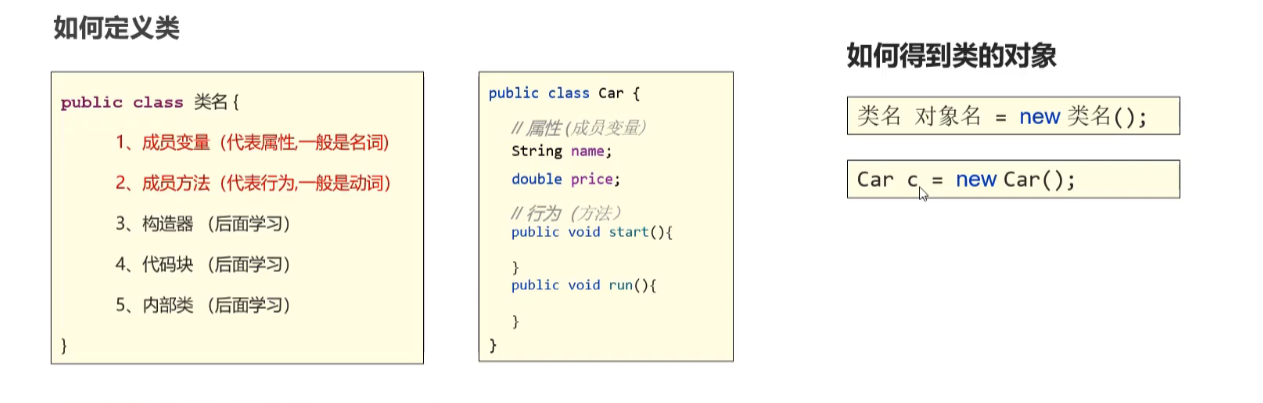 如何定义类
public class 类名{
1、成员变量（代表属性,一般是名词)
2、成员方法（代表行为,一般是动词）
3、构造器 （后面学习）
4、代码块 （后面学习）
5、内部类 （后面学习）
}
public class Car {
// 属性 (成员变量）
String name;
double price;
// 行为（方法）
public void start(){
}
public void run(){
}
}
如何得到类的对象
类名 对象名 = new 类名();
Car c = new Car();